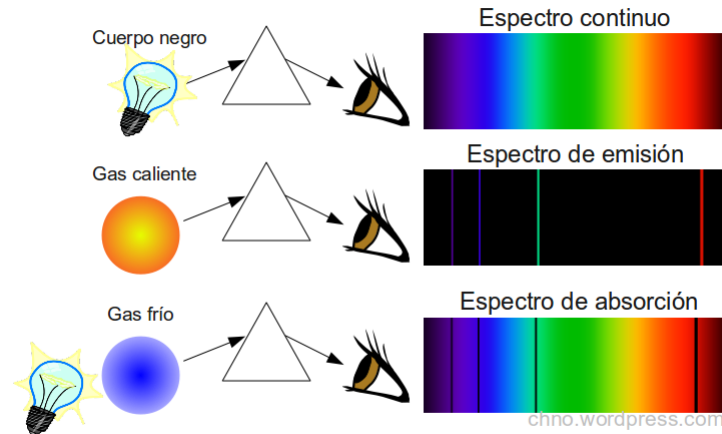 Espectro continuo
Cuerpo negro
Espectro de emisión
Gas caliente
Espectro de absorción
Gas frío
chno.wordpress.com